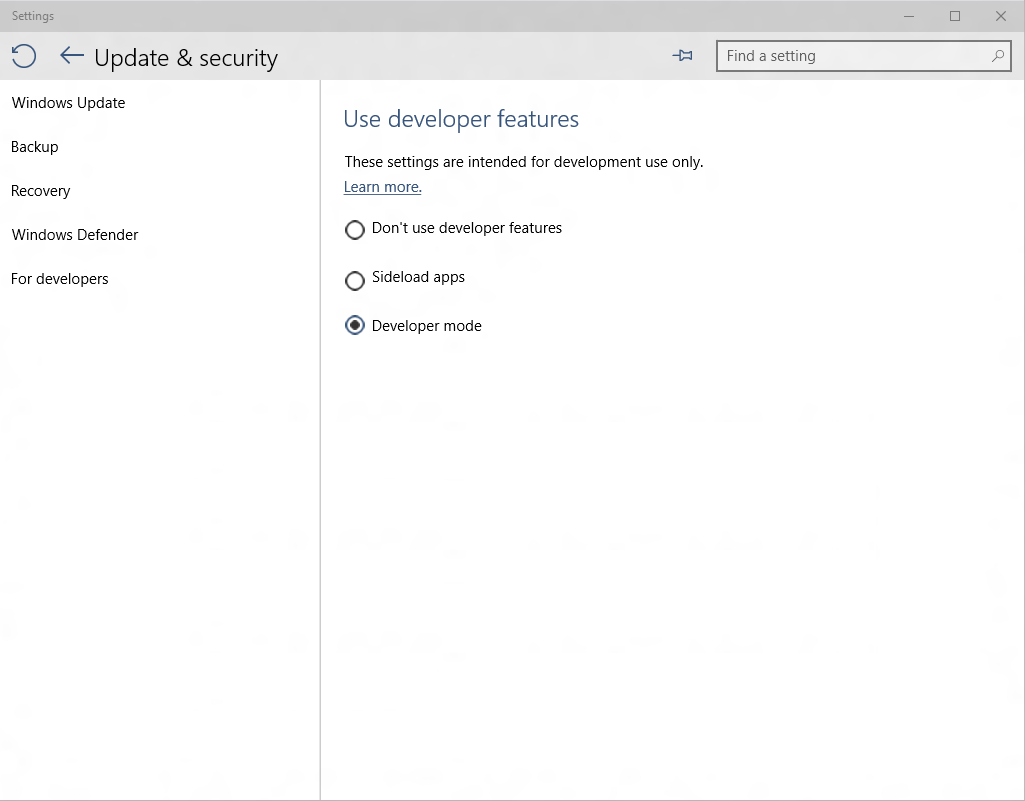 Settings
Update & security
Find a setting
Windows Update
Backup
Recovery
Windows Defender
For developers
Use developer features
These settings are intended for development use only.
Learn more.
Don't use developer features
Sideload apps
Developer mode